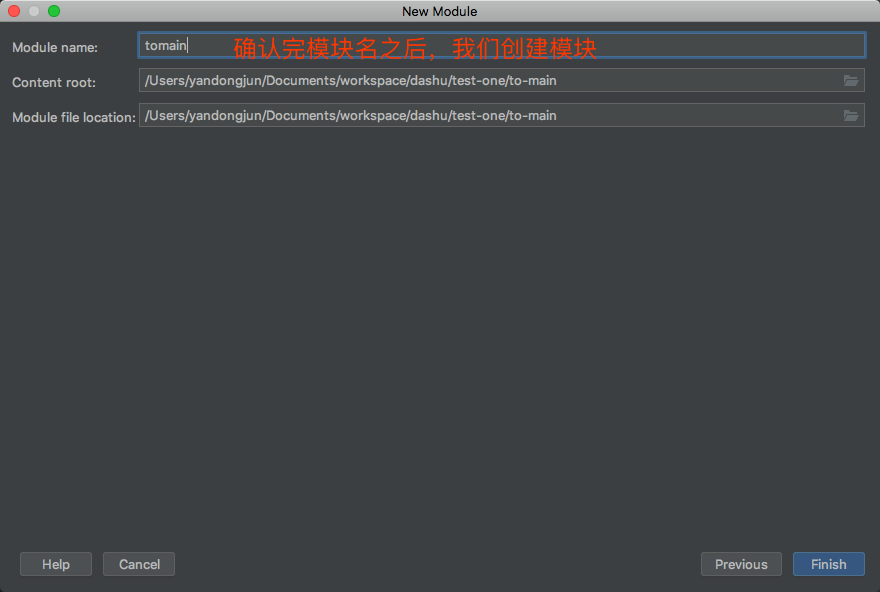 New Module
Module name: tomain 确认完模块名之后，我们创建模块
Content root: /Users/yandongjun/Documents/workspace/dashu/test-one/to-main
Module file location: /Users/yandongjun/Documents/workspace/dashu/test-one/to-main
Help Cancel Previous Finish